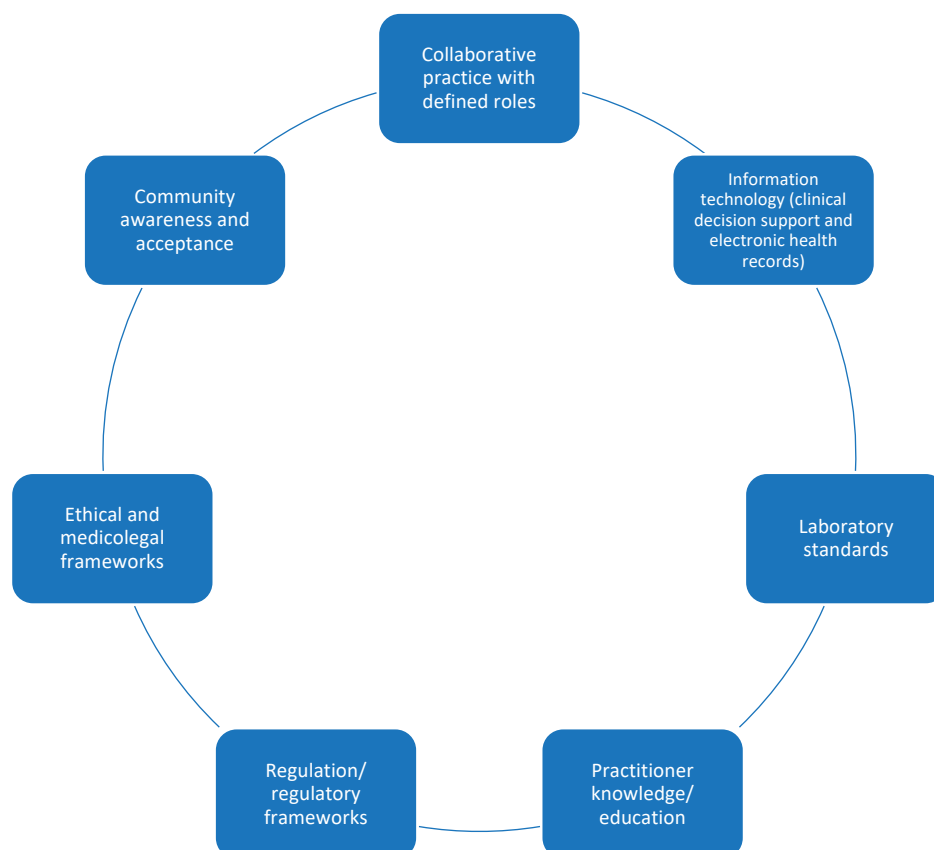 Collaborative
practice with
defined roles
Information
technology (clinical
decision support and
electronic health
records)
Laboratory
standards
Practitioner
knowledge/
education
Regulation/
regulatory
frameworks
Ethical and
medicolegal
frameworks
Community
awareness and
acceptance